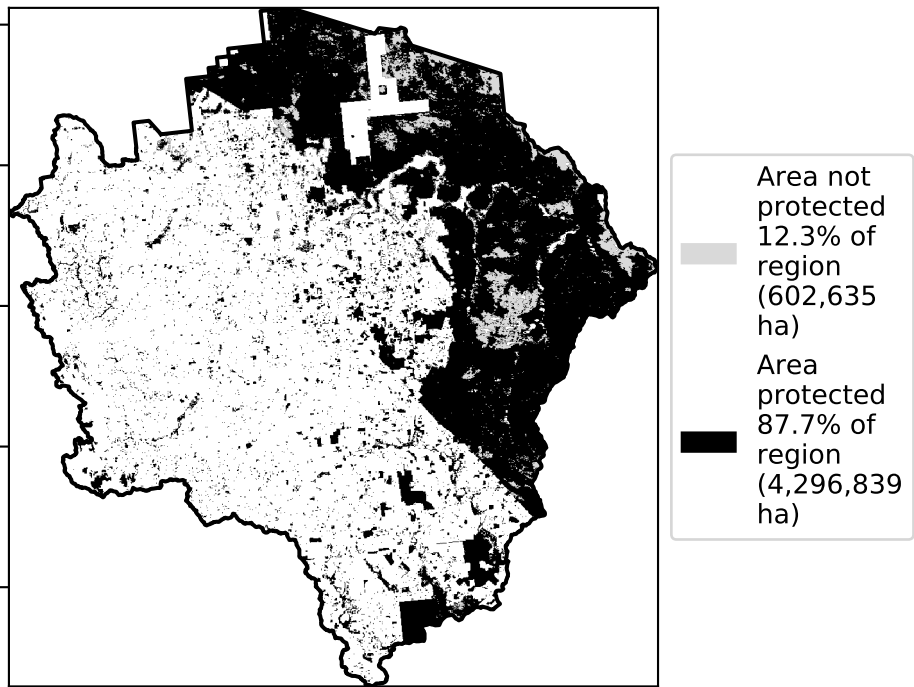 Area not
protected
12.3% of
region
(602,635
ha)
Area
protected
87.7% of
region
(4,296,839
ha)